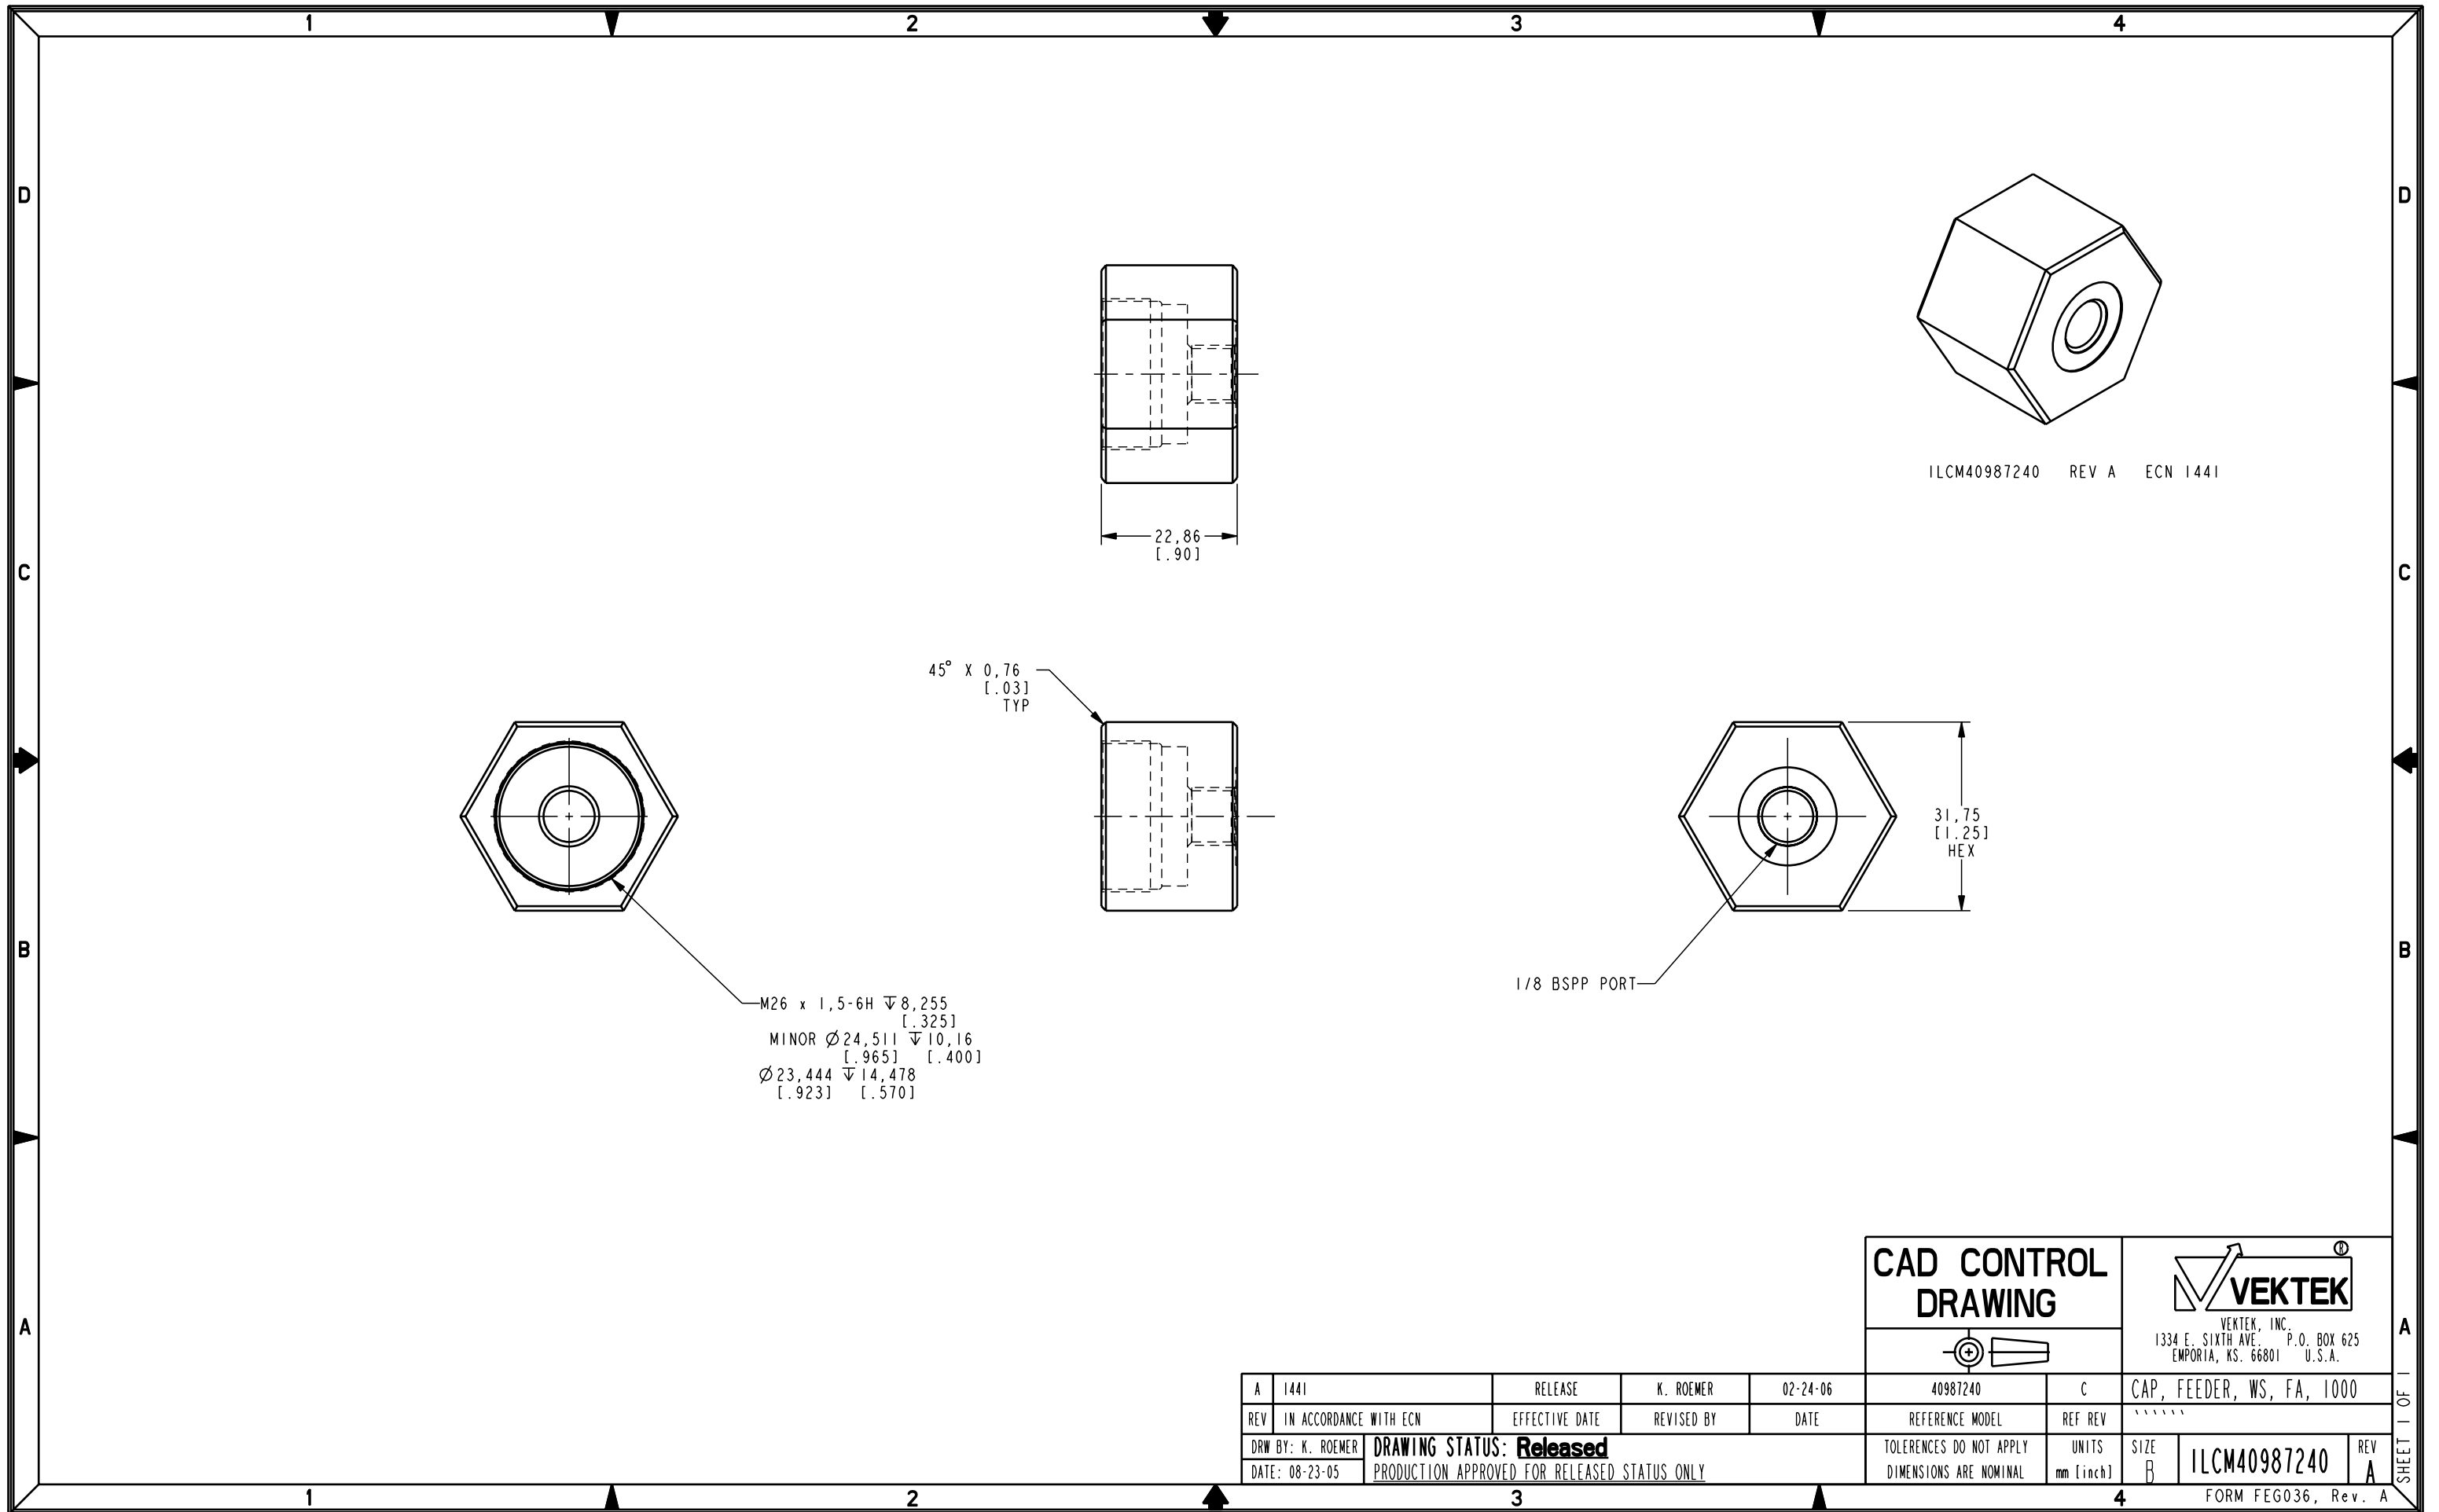 1 2 3 4
D D
ILCM40987240 REV A ECN 1441
22,86
[.90]
C C
45° X 0,76
[.03]
TYP
31,75
[1.25]
HEX
B B
1/8 BSPP PORT
M26 x 1,5-6H ↧ 8,255
[.325]
MINOR Ø24,511 ↧ 10,16
[.965] [.400]
Ø23,444 ↧ 14,478
[.923] [.570]
A A
CAD CONTROL
DRAWING
®
VEKTEK
VEKTEK, INC.
1334 E. SIXTH AVE. P.O. BOX 625
EMPORIA, KS. 66801 U.S.A.
A 1441 RELEASE K. ROEMER 02-24-06 40987240 C CAP, FEEDER, WS, FA, 1000
REV IN ACCORDANCE WITH ECN EFFECTIVE DATE REVISED BY DATE REFERENCE MODEL REF REV ,,,,,,
DRW BY: K. ROEMER DRAWING STATUS: Released TOLERENCES DO NOT APPLY UNITS SIZE ILCM40987240 REV
DATE: 08-23-05 PRODUCTION APPROVED FOR RELEASED STATUS ONLY DIMENSIONS ARE NOMINAL mm [inch] B A
SHEET 1 OF 1
1 2 3 4
FORM FEG036, Rev. A